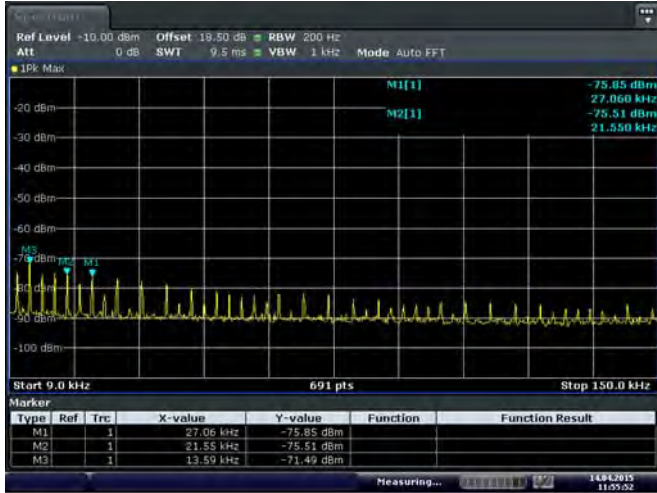 Spectrum
Ref Level -10.00 dBm Offset 18.50 dB RBW 200 Hz
Att 0 dB SWT 9.5 ms VBW 1 kHz Mode Auto FFT
1Pk Max
M1[1] -75.85 dBm
27.060 kHz
M2[1] -75.51 dBm
21.550 kHz
-20 dBm
-30 dBm
-40 dBm
-50 dBm
-60 dBm
M3
M2 M1
-70 dBm
-80 dBm
-90 dBm
-100 dBm
Start 9.0 kHz 691 pts Stop 150.0 kHz
Marker
Type Ref Trc X-value Y-value Function Function Result
M1 1 27.06 kHz -75.85 dBm
M2 1 21.55 kHz -75.51 dBm
M3 1 13.59 kHz -71.49 dBm
Measuring... 14.04.2015
11:55:52